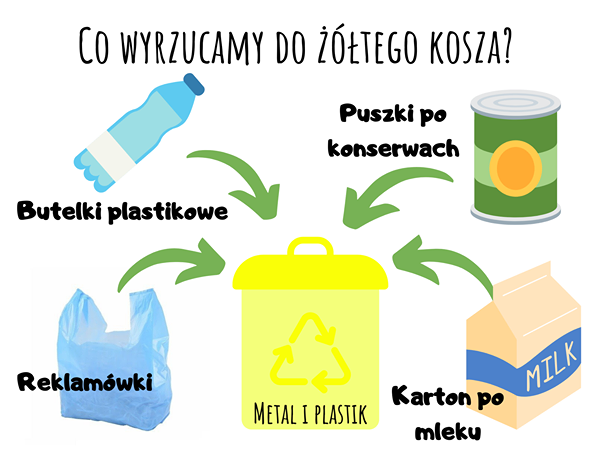 Co wyrzucamy do żółtego kosza?
Puszki po
konserwach
Butelki plastikowe
Reklamówki
MILK
Karton po
mleku
Metal i plastik